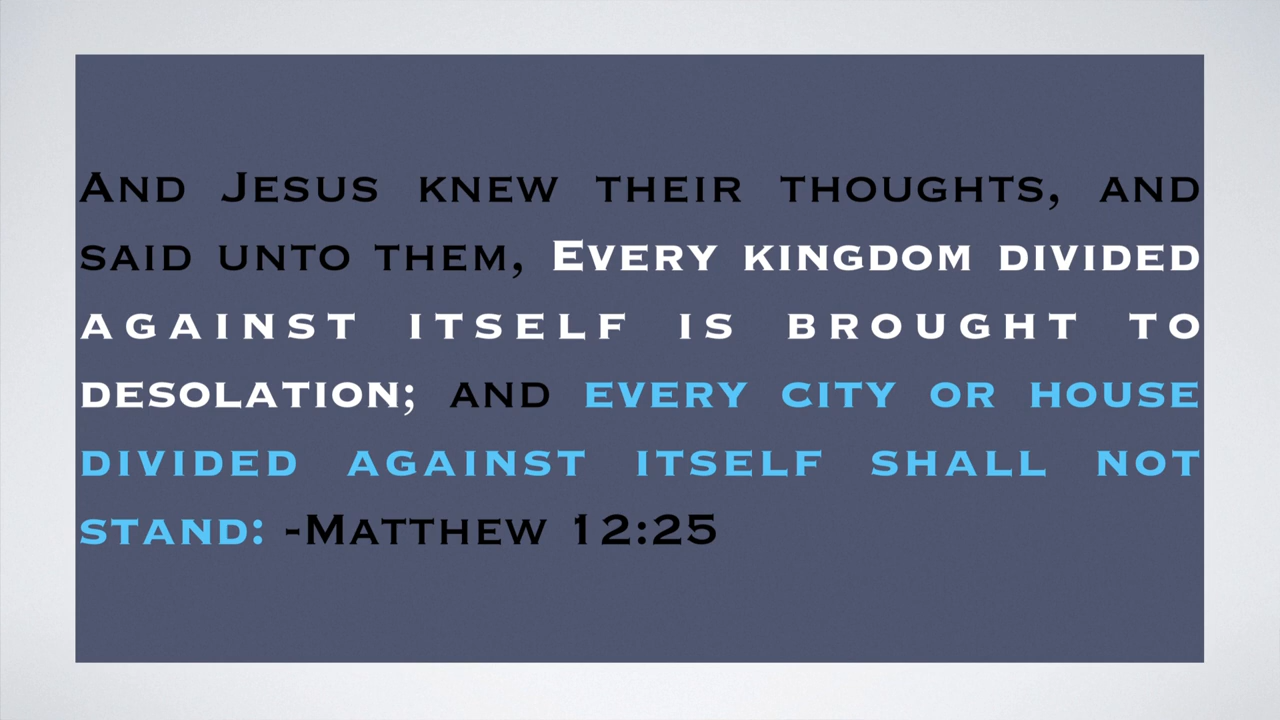 And Jesus knew their thoughts, and
said unto them, Every kingdom divided
against itself is brought to
desolation; and every city or house
divided against itself shall not
stand: -Matthew 12:25